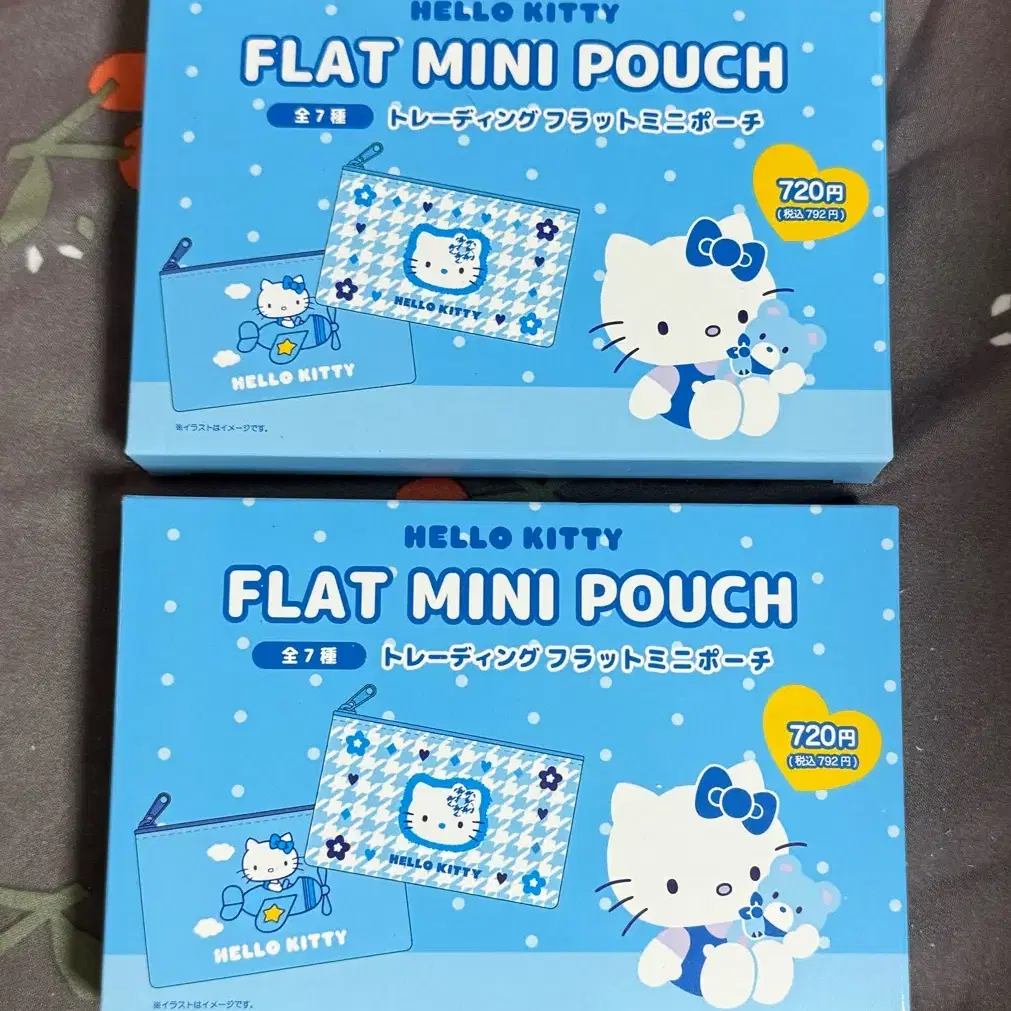 HELLO KITTY
FLAT MINI POUCH
全7種 トレーディングフラットミニポーチ
720円
(税込792円)
HELLO KITTY
HELLO KITTY
※イラストはイメージです。
HELLO KITTY
FLAT MINI POUCH
全7種 トレーディングフラットミニポーチ
720円
(税込792円)
HELLO KITTY
HELLO KITTY
※イラストはイメージです。